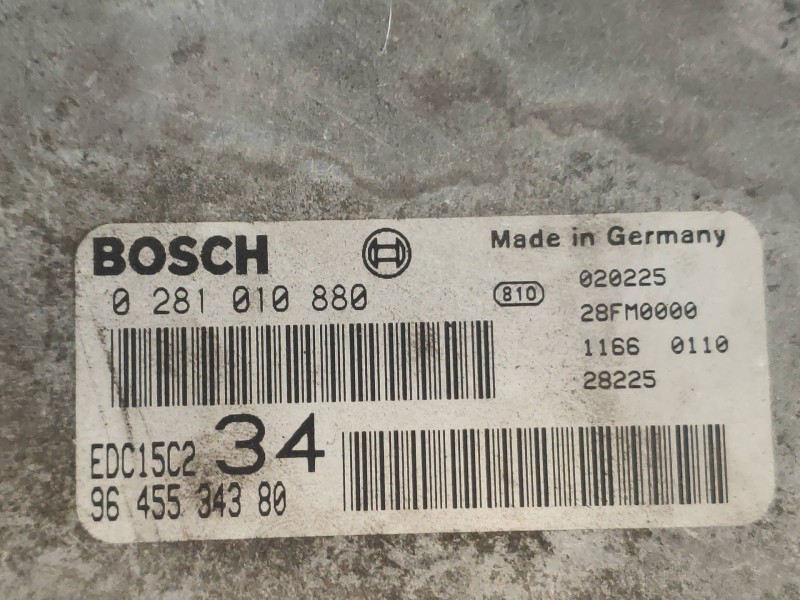 BOSCH
Made in Germany
0 281 010 880
810
020225
28FM0000
1166 0110
28225
EDC15C2 34
96 455 343 80